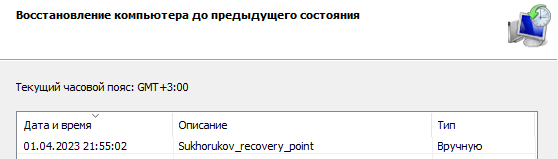 Восстановление компьютера до предыдущего состояния
Текущий часовой пояс: GMT+3:00
Дата и время Описание Тип
01.04.2023 21:55:02 Sukhorukov_recovery_point Вручную